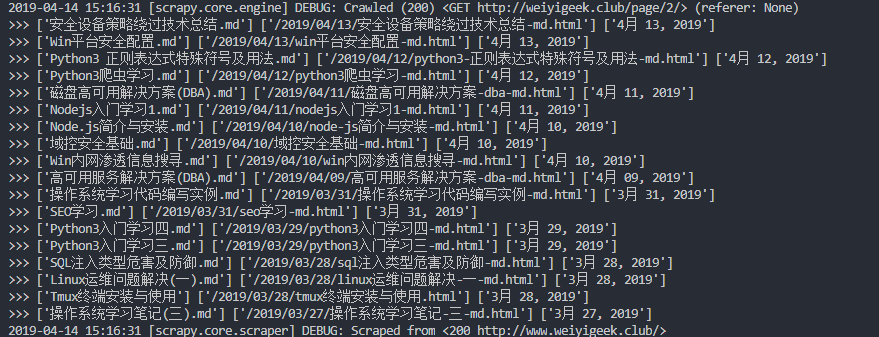 2019-04-14 15:16:31 [scrapy.core.engine] DEBUG: Crawled (200) <GET http://weiyigeek.club/page/2/> (referer: None)
>>> ['安全设备策略绕过技术总结.md'] ['/2019/04/13/安全设备策略绕过技术总结-md.html'] ['4月 13, 2019']
>>> ['Win平台安全配置.md'] ['/2019/04/13/win平台安全配置-md.html'] ['4月 13, 2019']
>>> ['Python3 正则表达式特殊符号及用法.md'] ['/2019/04/12/python3-正则表达式特殊符号及用法-md.html'] ['4月 12, 2019']
>>> ['Python3爬虫学习.md'] ['/2019/04/12/python3爬虫学习-md.html'] ['4月 12, 2019']
>>> ['磁盘高可用解决方案(DBA).md'] ['/2019/04/11/磁盘高可用解决方案-dba-md.html'] ['4月 11, 2019']
>>> ['Nodejs入门学习1.md'] ['/2019/04/11/nodejs入门学习1-md.html'] ['4月 11, 2019']
>>> ['Node.js简介与安装.md'] ['/2019/04/10/node-js简介与安装-md.html'] ['4月 10, 2019']
>>> ['域控安全基础.md'] ['/2019/04/10/域控安全基础-md.html'] ['4月 10, 2019']
>>> ['Win内网渗透信息搜寻.md'] ['/2019/04/10/win内网渗透信息搜寻-md.html'] ['4月 10, 2019']
>>> ['高可用服务解决方案(DBA).md'] ['/2019/04/09/高可用服务解决方案-dba-md.html'] ['4月 09, 2019']
>>> ['操作系统学习代码编写实例.md'] ['/2019/03/31/操作系统学习代码编写实例-md.html'] ['3月 31, 2019']
>>> ['SEO学习.md'] ['/2019/03/31/seo学习-md.html'] ['3月 31, 2019']
>>> ['Python3入门学习四.md'] ['/2019/03/29/python3入门学习四-md.html'] ['3月 29, 2019']
>>> ['Python3入门学习三.md'] ['/2019/03/29/python3入门学习三-md.html'] ['3月 29, 2019']
>>> ['SQL注入类型危害及防御.md'] ['/2019/03/28/sql注入类型危害及防御-md.html'] ['3月 28, 2019']
>>> ['Linux运维问题解决(一).md'] ['/2019/03/28/linux运维问题解决-一-md.html'] ['3月 28, 2019']
>>> ['Tmux终端安装与使用'] ['/2019/03/28/tmux终端安装与使用.html'] ['3月 28, 2019']
>>> ['操作系统学习笔记(三).md'] ['/2019/03/27/操作系统学习笔记-三-md.html'] ['3月 27, 2019']
2019-04-14 15:16:31 [scrapy.core.scraper] DEBUG: Scraped from <200 http://www.weiyigeek.club/>